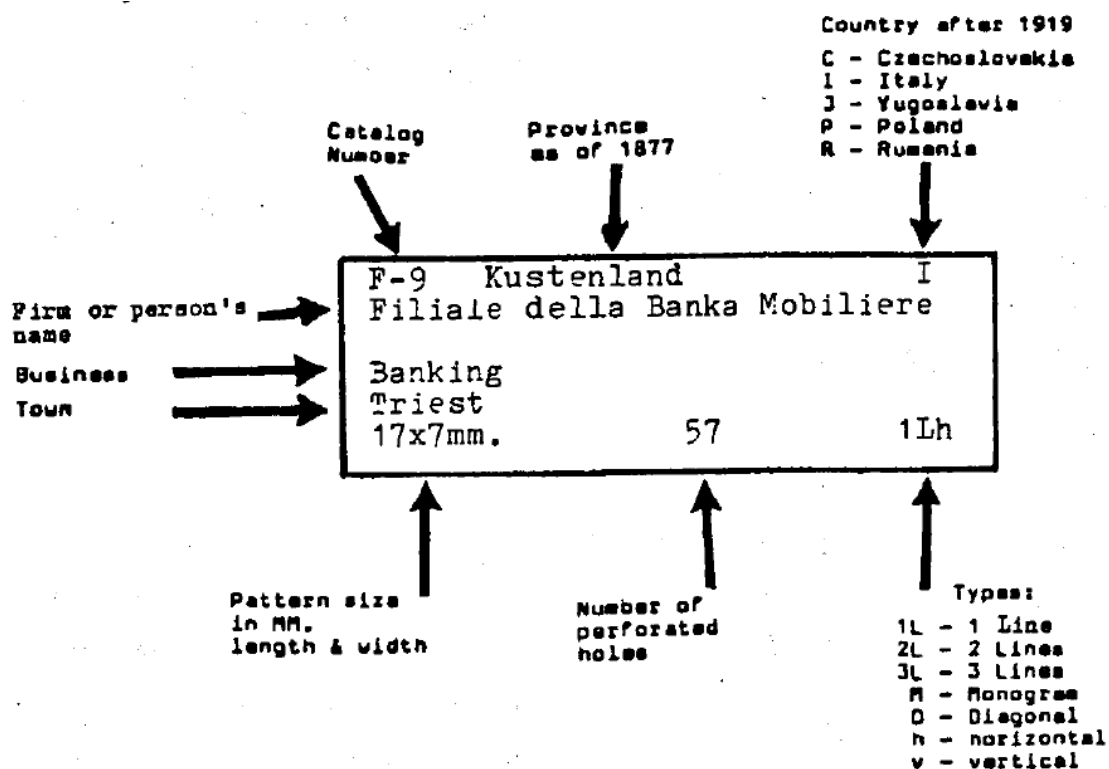 Country after 1919
C - Czechoslovakia
I - Italy
J - Yugoslavia
P - Poland
R - Rumania
Catalog
Number
Province
as of 1877
F-9 Kustenland I
Filiale della Banka Mobiliere
Banking
Triest
17x7mm. 57 1Lh
Firm or person's
name
Business
Town
Pattern size
in MM.
length & width
Number of
perforated
holes
Types:
1L - 1 Line
2L - 2 Lines
3L - 3 Lines
M - Monogram
D - Diagonal
h - horizontal
v - vertical